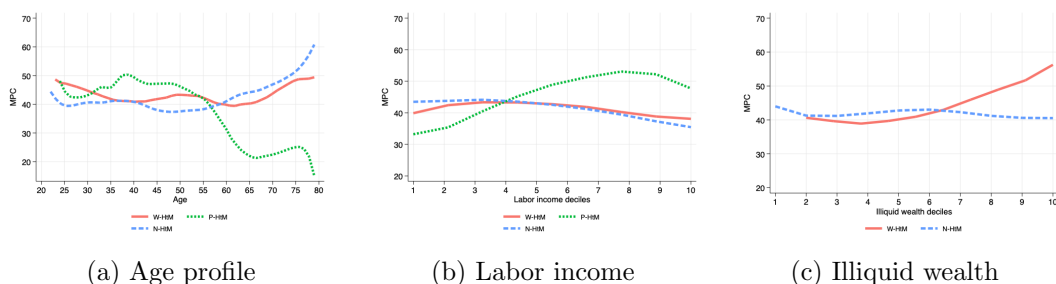 70
60
50
40
30
20
MPC
20 25 30 35 40 45 50 55 60 65 70 75 80
Age
W-HtM P-HtM
N-HtM
(a) Age profile
70
60
50
40
30
20
MPC
1 2 3 4 5 6 7 8 9 10
Labor income deciles
W-HtM P-HtM
N-HtM
(b) Labor income
70
60
50
40
30
20
MPC
1 2 3 4 5 6 7 8 9 10
Illiquid wealth deciles
W-HtM N-HtM
(c) Illiquid wealth